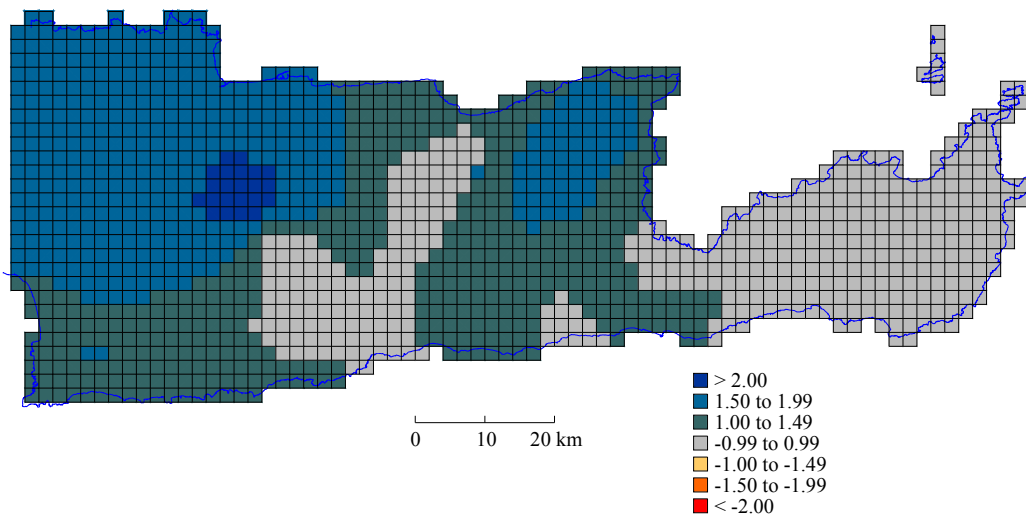 > 2.00
1.50 to 1.99
1.00 to 1.49
-0.99 to 0.99
-1.00 to -1.49
-1.50 to -1.99
< -2.00
0 10 20 km